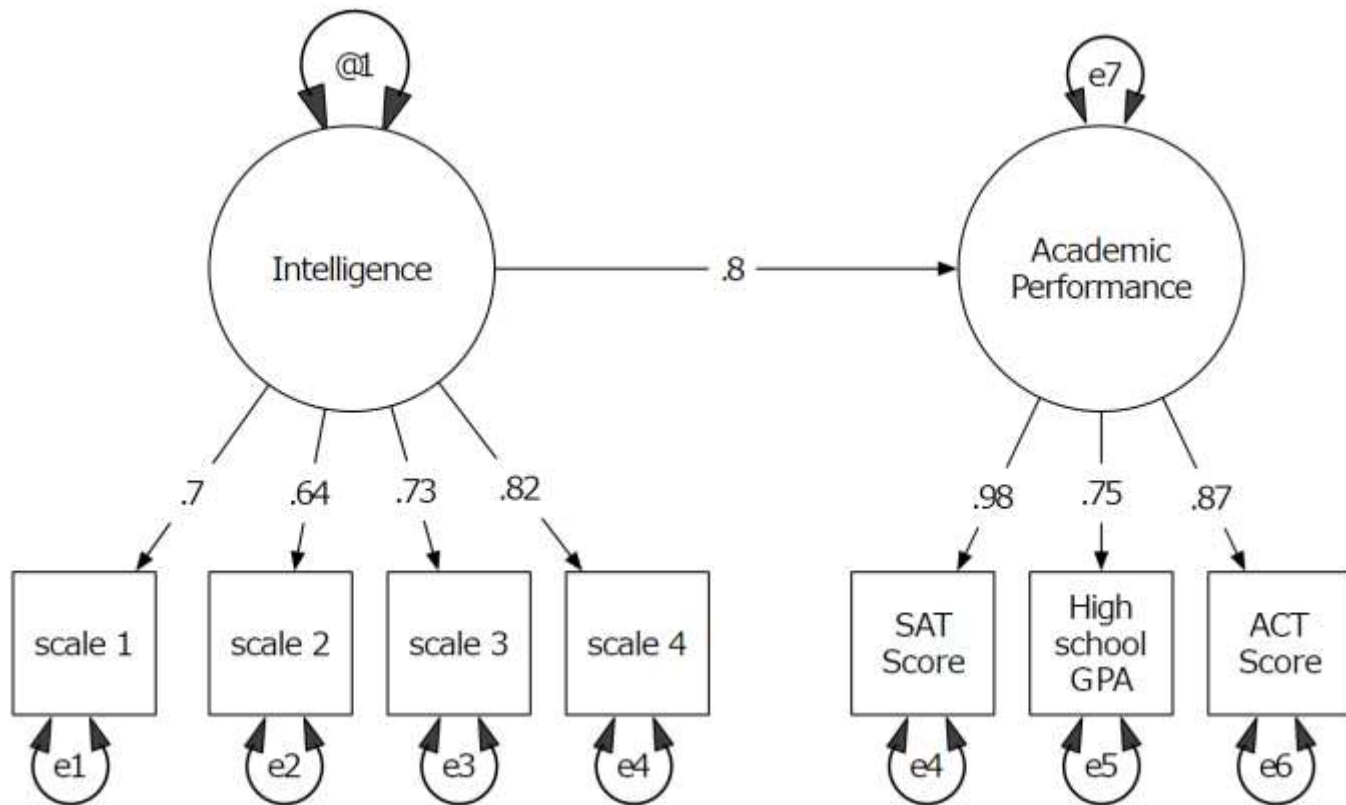 @1
e7
Intelligence
.8
Academic
Performance
.7
.64
.73
.82
.98
.75
.87
scale 1
scale 2
scale 3
scale 4
SAT
Score
High
school
GPA
ACT
Score
e1
e2
e3
e4
e4
e5
e6